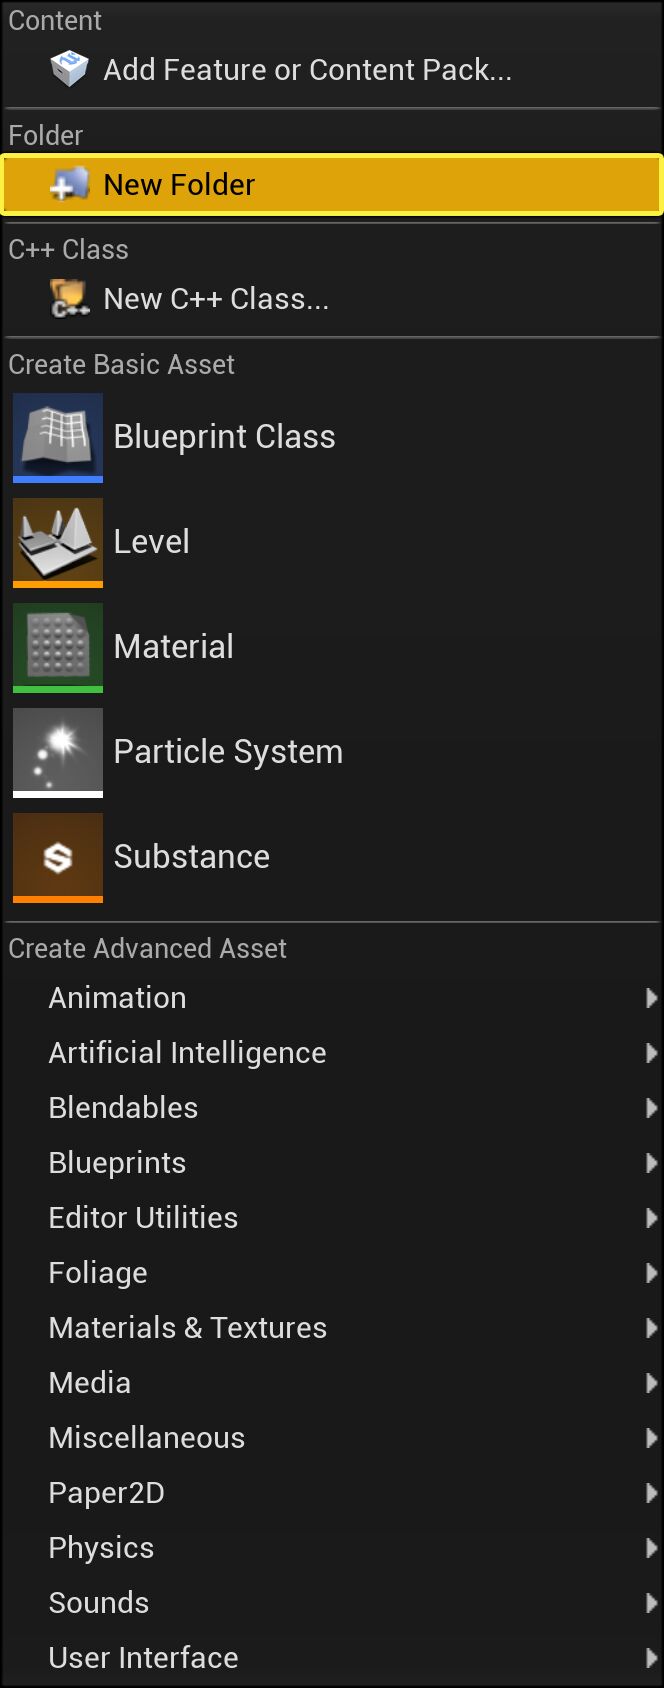 Content
Add Feature or Content Pack...
Folder
New Folder
C++ Class
C++
New C++ Class...
Create Basic Asset
Blueprint Class
Level
Material
Particle System
Substance
Create Advanced Asset
Animation
Artificial Intelligence
Blendables
Blueprints
Editor Utilities
Foliage
Materials & Textures
Media
Miscellaneous
Paper2D
Physics
Sounds
User Interface